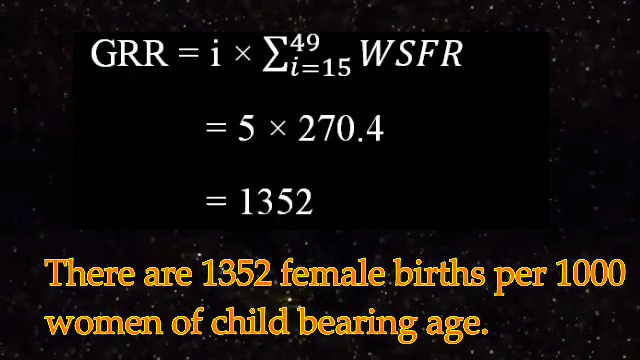 GRR = i × ∑₍ᵢ₌₁₅₎⁴⁹ WSFR
= 5 × 270.4
= 1352
There are 1352 female births per 1000
women of child bearing age.